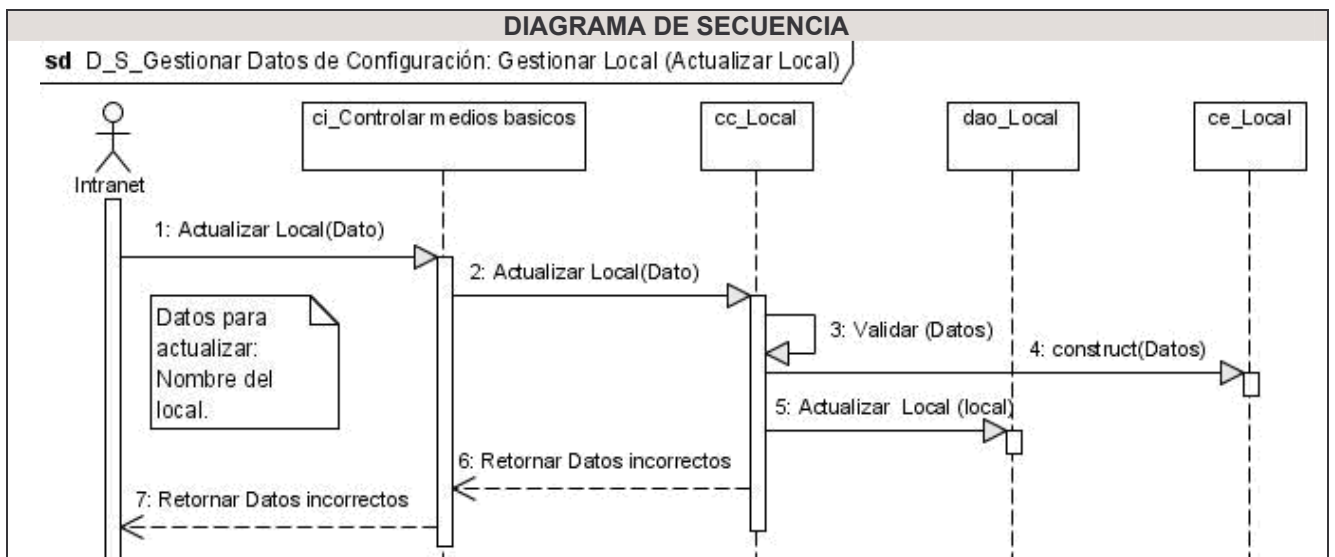 DIAGRAMA DE SECUENCIA
sd D_S_Gestionar Datos de Configuración: Gestionar Local (Actualizar Local)
ci_Controlar medios basicos
cc_Local
dao_Local
ce_Local
Intranet
1: Actualizar Local(Dato)
2: Actualizar Local(Dato)
Datos para
actualizar:
Nombre del
local.
3: Validar (Datos)
4: construct(Datos)
5: Actualizar Local (local)
6: Retornar Datos incorrectos
7: Retornar Datos incorrectos